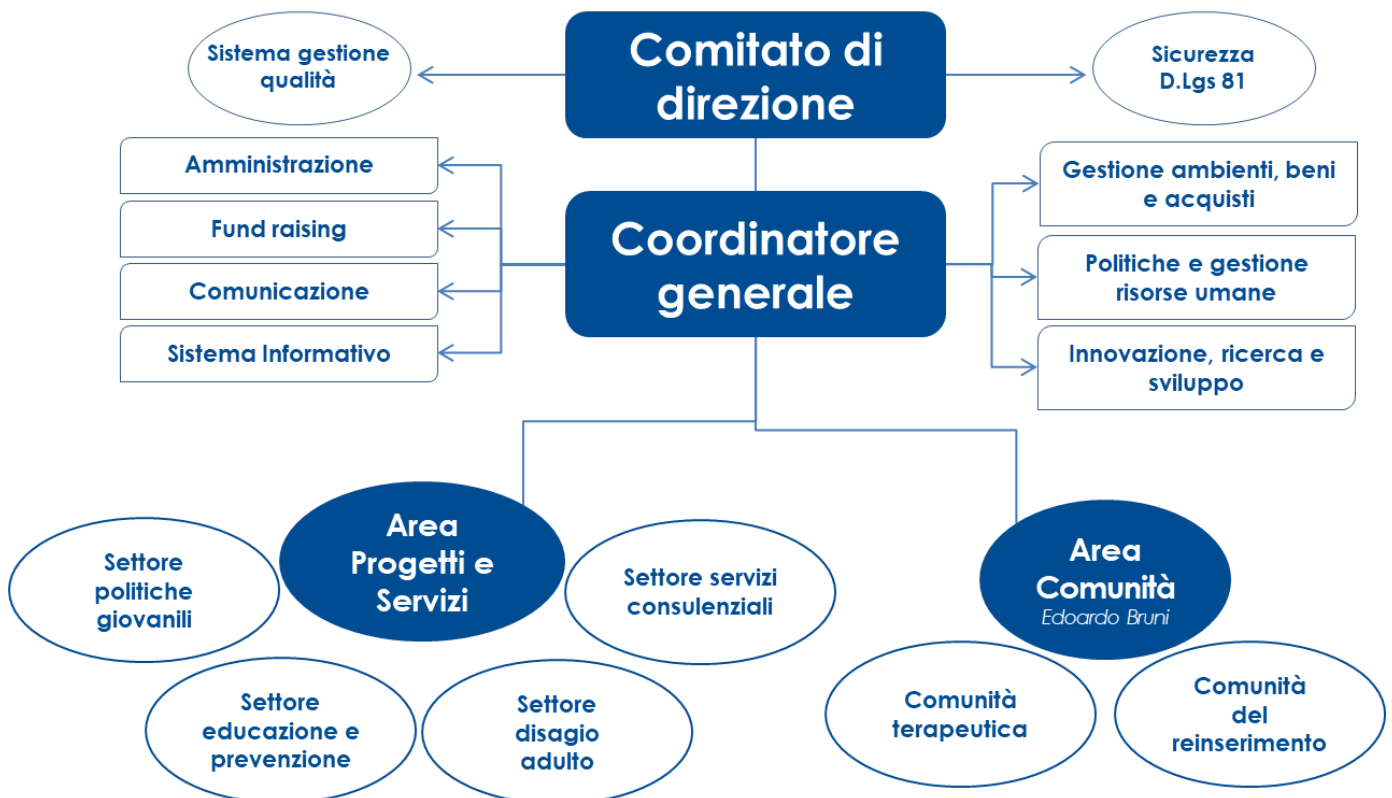 Sistema gestione
qualità
Comitato di
direzione
Sicurezza
D.Lgs 81
Amministrazione
Fund raising
Comunicazione
Sistema Informativo
Coordinatore
generale
Gestione ambienti, beni
e acquisti
Politiche e gestione
risorse umane
Innovazione, ricerca e
sviluppo
Area
Progetti e
Servizi
Settore
politiche
giovanili
Settore servizi
consulenziali
Settore
educazione e
prevenzione
Settore
disagio
adulto
Area
Comunità
Edoardo Bruni
Comunità
terapeutica
Comunità
del
reinserimento